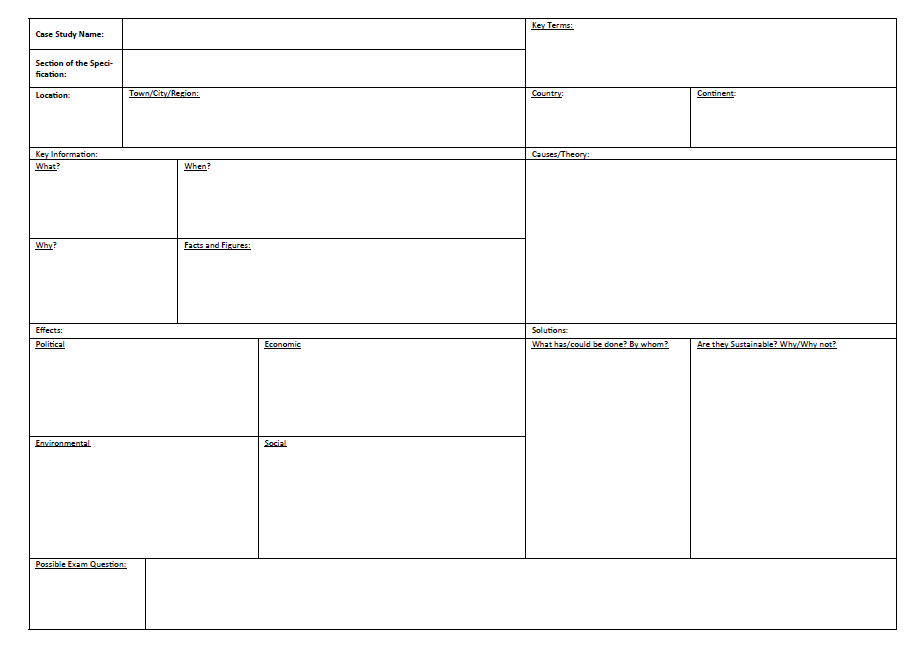 Case Study Name:
Key Terms:
Section of the Speci-
fication:
Location:
Town/City/Region:
Country:
Continent:
Key Information:
Causes/Theory:
What?
When?
Why?
Facts and Figures:
Effects:
Solutions:
Political
Economic
What has/could be done? By whom?
Are they Sustainable? Why/Why not?
Environmental
Social
Possible Exam Question: